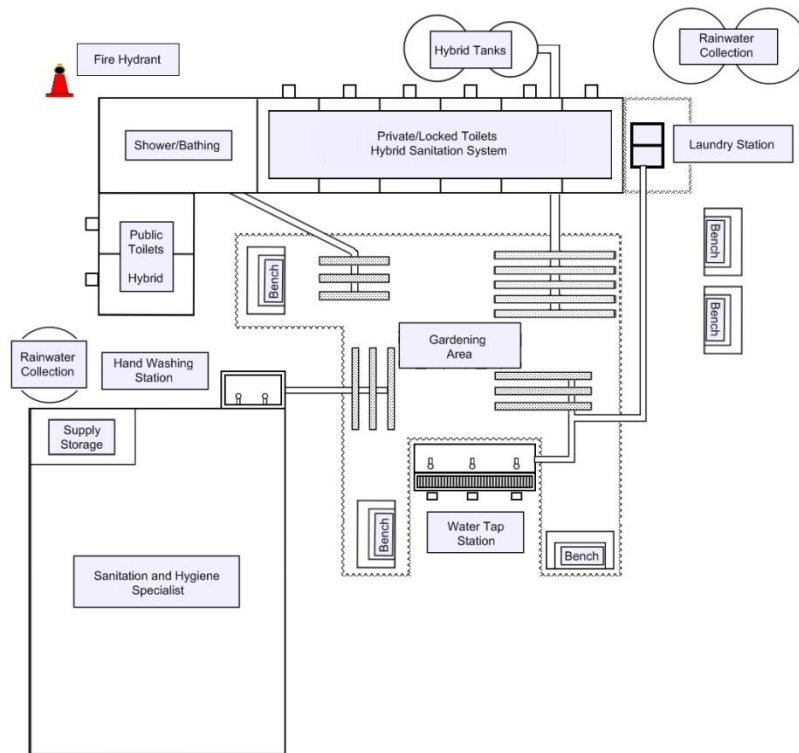 Fire Hydrant
Hybrid Tanks
Rainwater
Collection
Shower/Bathing
Private/Locked Toilets
Hybrid Sanitation System
Laundry Station
Public
Toilets
Hybrid
Bench
Bench
Bench
Rainwater
Collection
Hand Washing
Station
Gardening
Area
Supply
Storage
Bench
Water Tap
Station
Bench
Sanitation and Hygiene
Specialist